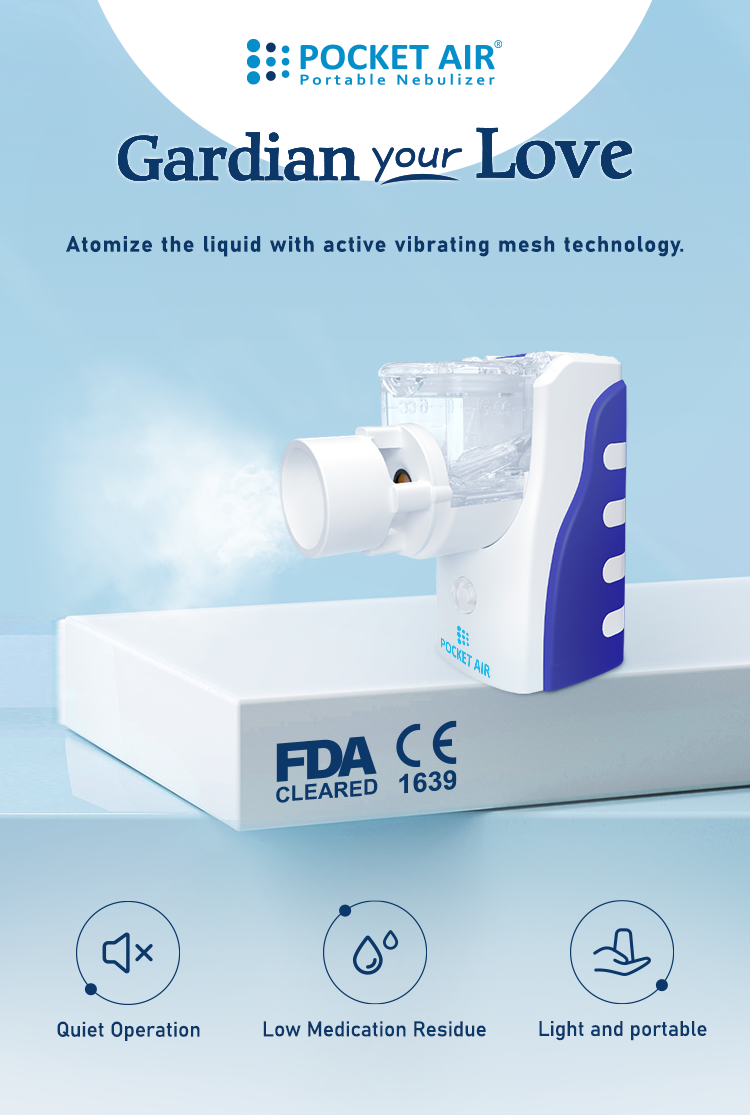 POCKET AIR®
Portable Nebulizer
Gardian your Love
Atomize the liquid with active vibrating mesh technology.
POCKET AIR
FDA
CLEARED
CE
1639
Quiet Operation
Low Medication Residue
Light and portable